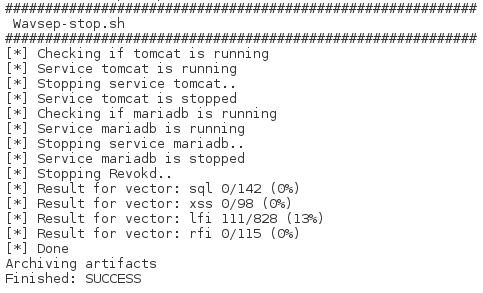 ###########################################################
Wavsep-stop.sh
###########################################################
[*] Checking if tomcat is running
[*] Service tomcat is running
[*] Stopping service tomcat..
[*] Service tomcat is stopped
[*] Checking if mariadb is running
[*] Service mariadb is running
[*] Stopping service mariadb..
[*] Service mariadb is stopped
[*] Stopping Revokd..
[*] Result for vector: sql 0/142 (0%)
[*] Result for vector: xss 0/98 (0%)
[*] Result for vector: lfi 111/828 (13%)
[*] Result for vector: rfi 0/115 (0%)
[*] Done
Archiving artifacts
Finished: SUCCESS